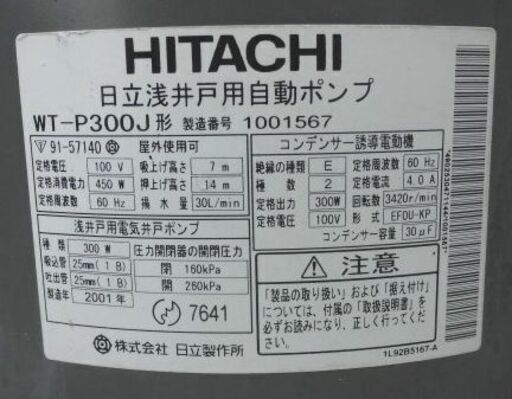 HITACHI
日立浅井戸用自動ポンプ
WT-P300J形 製造番号 1001567
91-57140 屋外使用可
定格電圧 100 V 吸上げ高さ 7 m
定格消費電力 450 W 押上げ高さ 14 m
定格周波数 60 Hz 揚水量 30L/min
浅井戸用電気井戸ポンプ
種類 300 W 圧力開閉器の開閉圧力
吸込管 25mm(1 B) 閉 160kPa
吐出管 25mm(1 B) 開 260kPa
製造年 2001 年
7641
株式会社 日立製作所
コンデンサー誘導電動機
絶縁の種類 E 定格周波数 60 Hz
極数 2 定格電流 4.0 A
定格出力 300W 回転数 3420r/min
定格電圧 100V 形式 EFOU-KP
コンデンサー容量 30μF
注意
「製品の取り扱い」および「据え付け」
については、付属の「取扱説明書」を
必ずお読みになり、正しく行ってください
1L92B5167-A